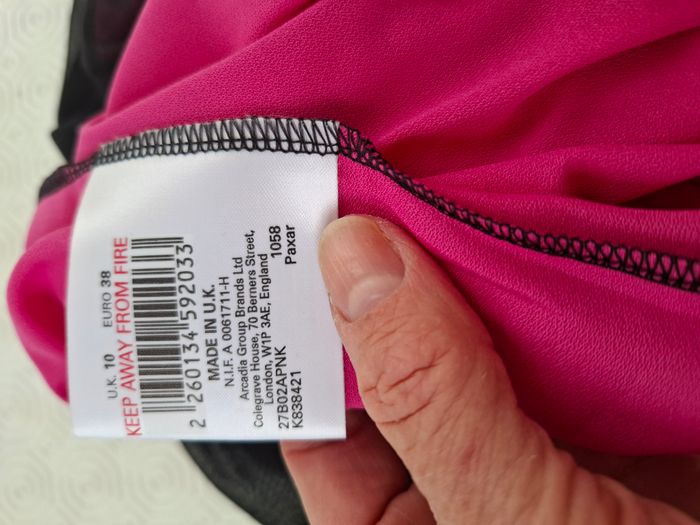 U.K. 10 EURO 38
KEEP AWAY FROM FIRE
2 260134 592033
MADE IN U.K.
N.I.F. A 0061711-H
Arcadia Group Brands Ltd
Colegrave House, 70 Berners Street,
London, W1P 3AE, England
27B02APNK 1058
K838421 Paxar